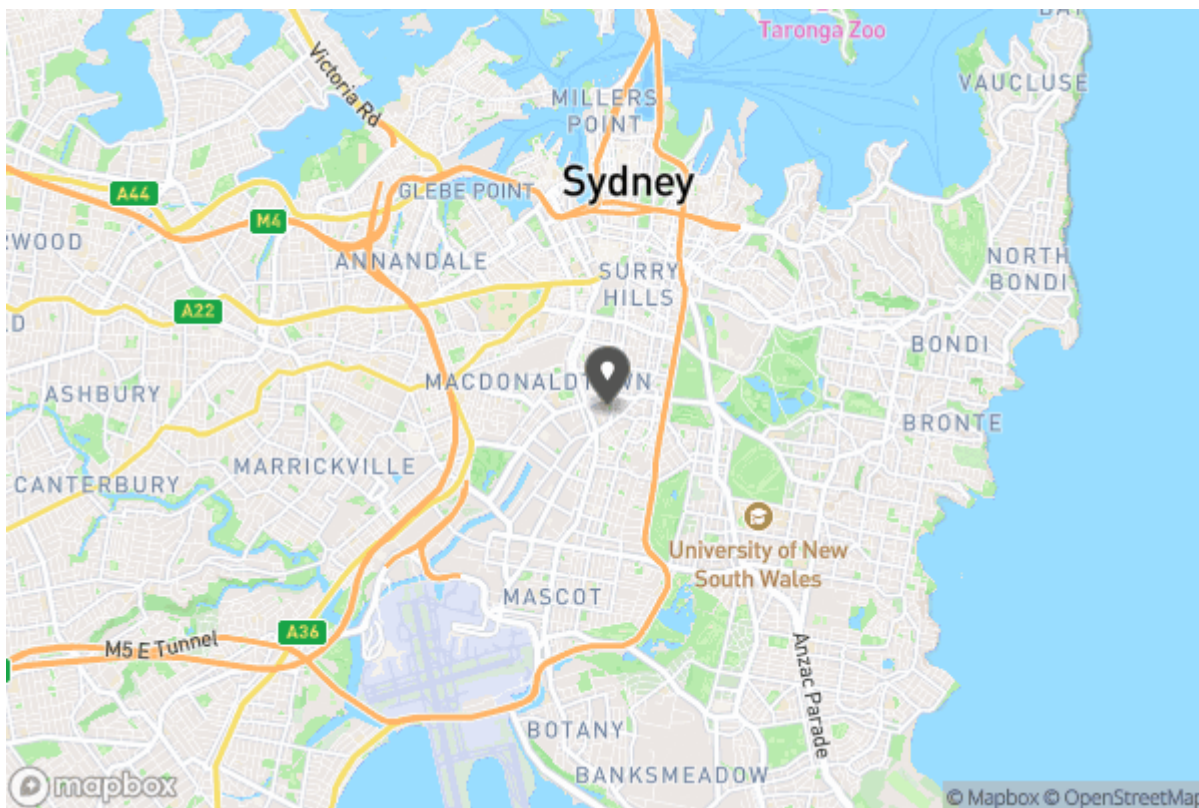 Taronga Zoo
BAY
VAUCLUSE
Victoria Rd
MILLERS
POINT
Sydney
A44
GLEBE POINT
M4
RWOOD
ANNANDALE
SURRY
HILLS
NORTH
BONDI
A22
D
BONDI
MACDONALDTOWN
ASHBURY
BRONTE
MARRICKVILLE
CANTERBURY
University of New
South Wales
MASCOT
A36
M5 E Tunnel
Anzac Parade
BOTANY
BANKSMEADOW
mapbox
© Mapbox © OpenStreetMap